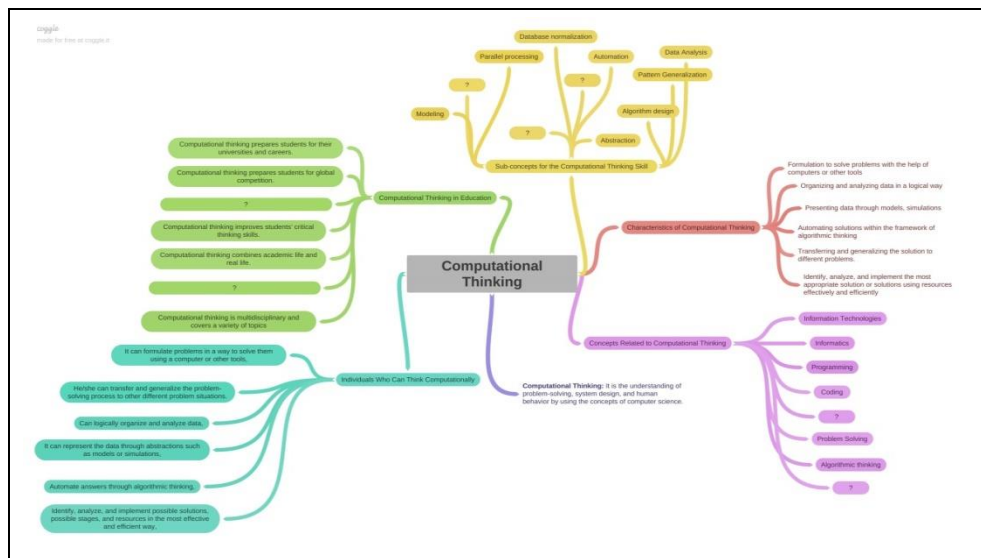 coggle
made for free at coggle.it
Database normalization
Parallel processing
Automation
Data Analysis
?
?
Pattern Generalization
Modeling
Algorithm design
?
Abstraction
Sub-concepts for the Computational Thinking Skill
Computational thinking prepares students for their
universities and careers.
Computational thinking prepares students for global
competition.
?
Computational thinking improves students' critical
thinking skills.
Computational thinking combines academic life and
real life.
?
Computational thinking is multidisciplinary and
covers a variety of topics
Computational Thinking in Education
Formulation to solve problems with the help of
computers or other tools
Organizing and analyzing data in a logical way
Presenting data through models, simulations
Automating solutions within the framework of
algorithmic thinking
Transferring and generalizing the solution to
different problems.
Identify, analyze, and implement the most
appropriate solution or solutions using resources
effectively and efficiently
Characteristics of Computational Thinking
Computational
Thinking
Concepts Related to Computational Thinking
Information Technologies
Informatics
Programming
Coding
?
Problem Solving
Algorithmic thinking
?
It can formulate problems in a way to solve them
using a computer or other tools,
He/she can transfer and generalize the problem-
solving process to other different problem situations,
Can logically organize and analyze data,
It can represent the data through abstractions such
as models or simulations,
Automate answers through algorithmic thinking,
Identify, analyze, and implement possible solutions,
possible stages, and resources in the most effective
and efficient way,
Individuals Who Can Think Computationally
Computational Thinking: It is the understanding of
problem-solving, system design, and human
behavior by using the concepts of computer science.